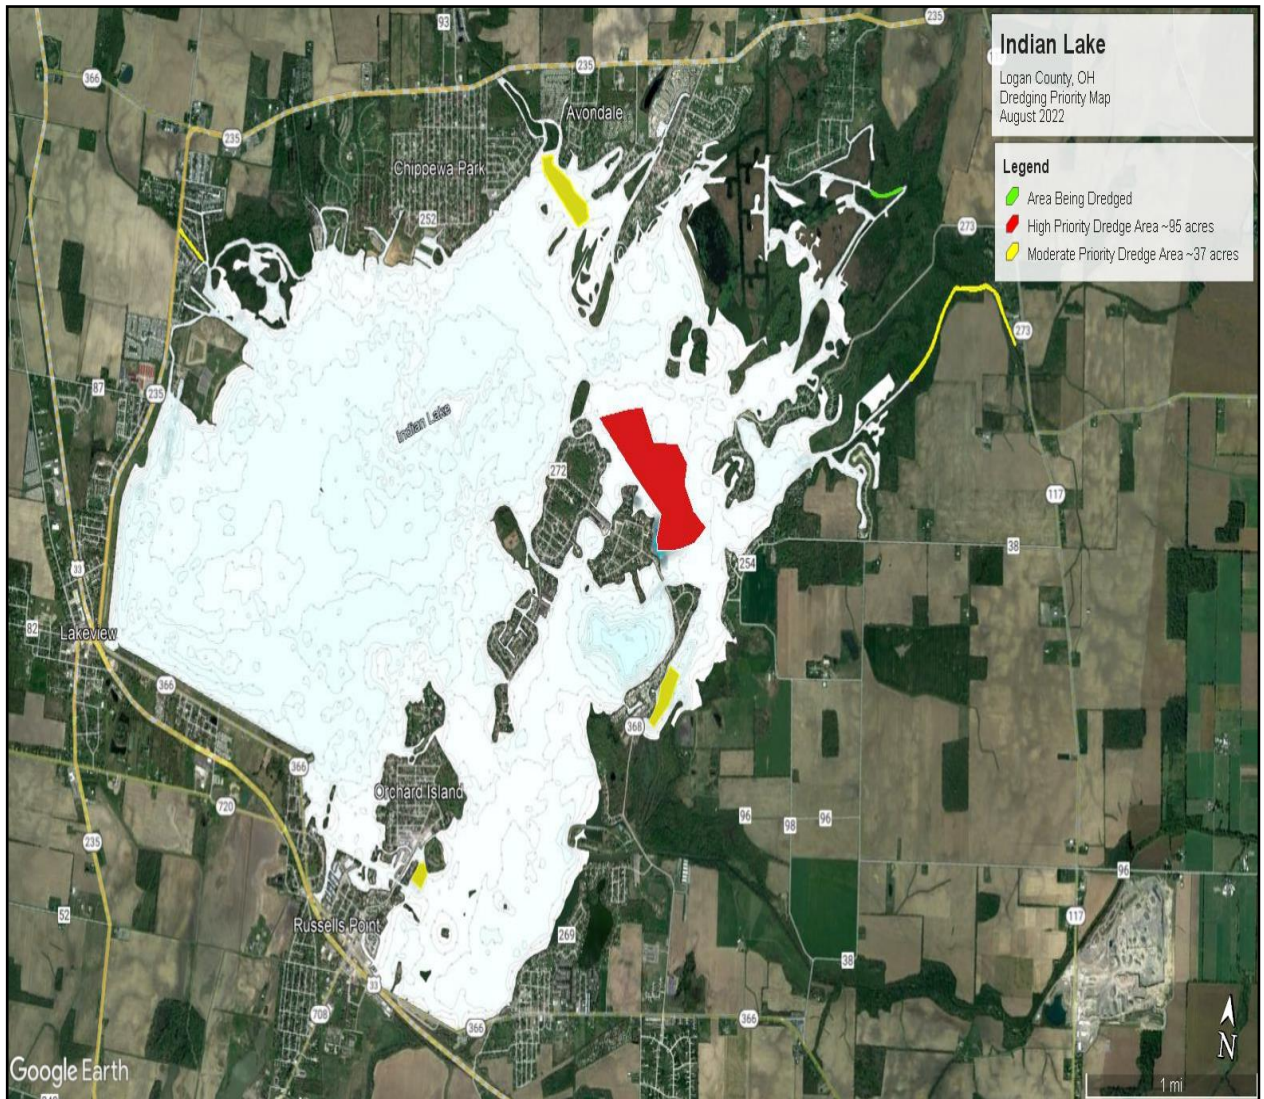 Indian Lake
Logan County, OH
Dredging Priority Map
August 2022
Legend
Area Being Dredged
High Priority Dredge Area ~95 acres
Moderate Priority Dredge Area ~37 acres
93
235
366
235
Avondale
235
Chippewa Park
252
273
273
87
235
Indian Lake
272
117
33
38
254
82
Lakeview
366
368
366
720
Orchard Island
96
98
96
235
96
52
Russells Point
269
117
38
33
708
366
366
N
Google Earth
1 mi